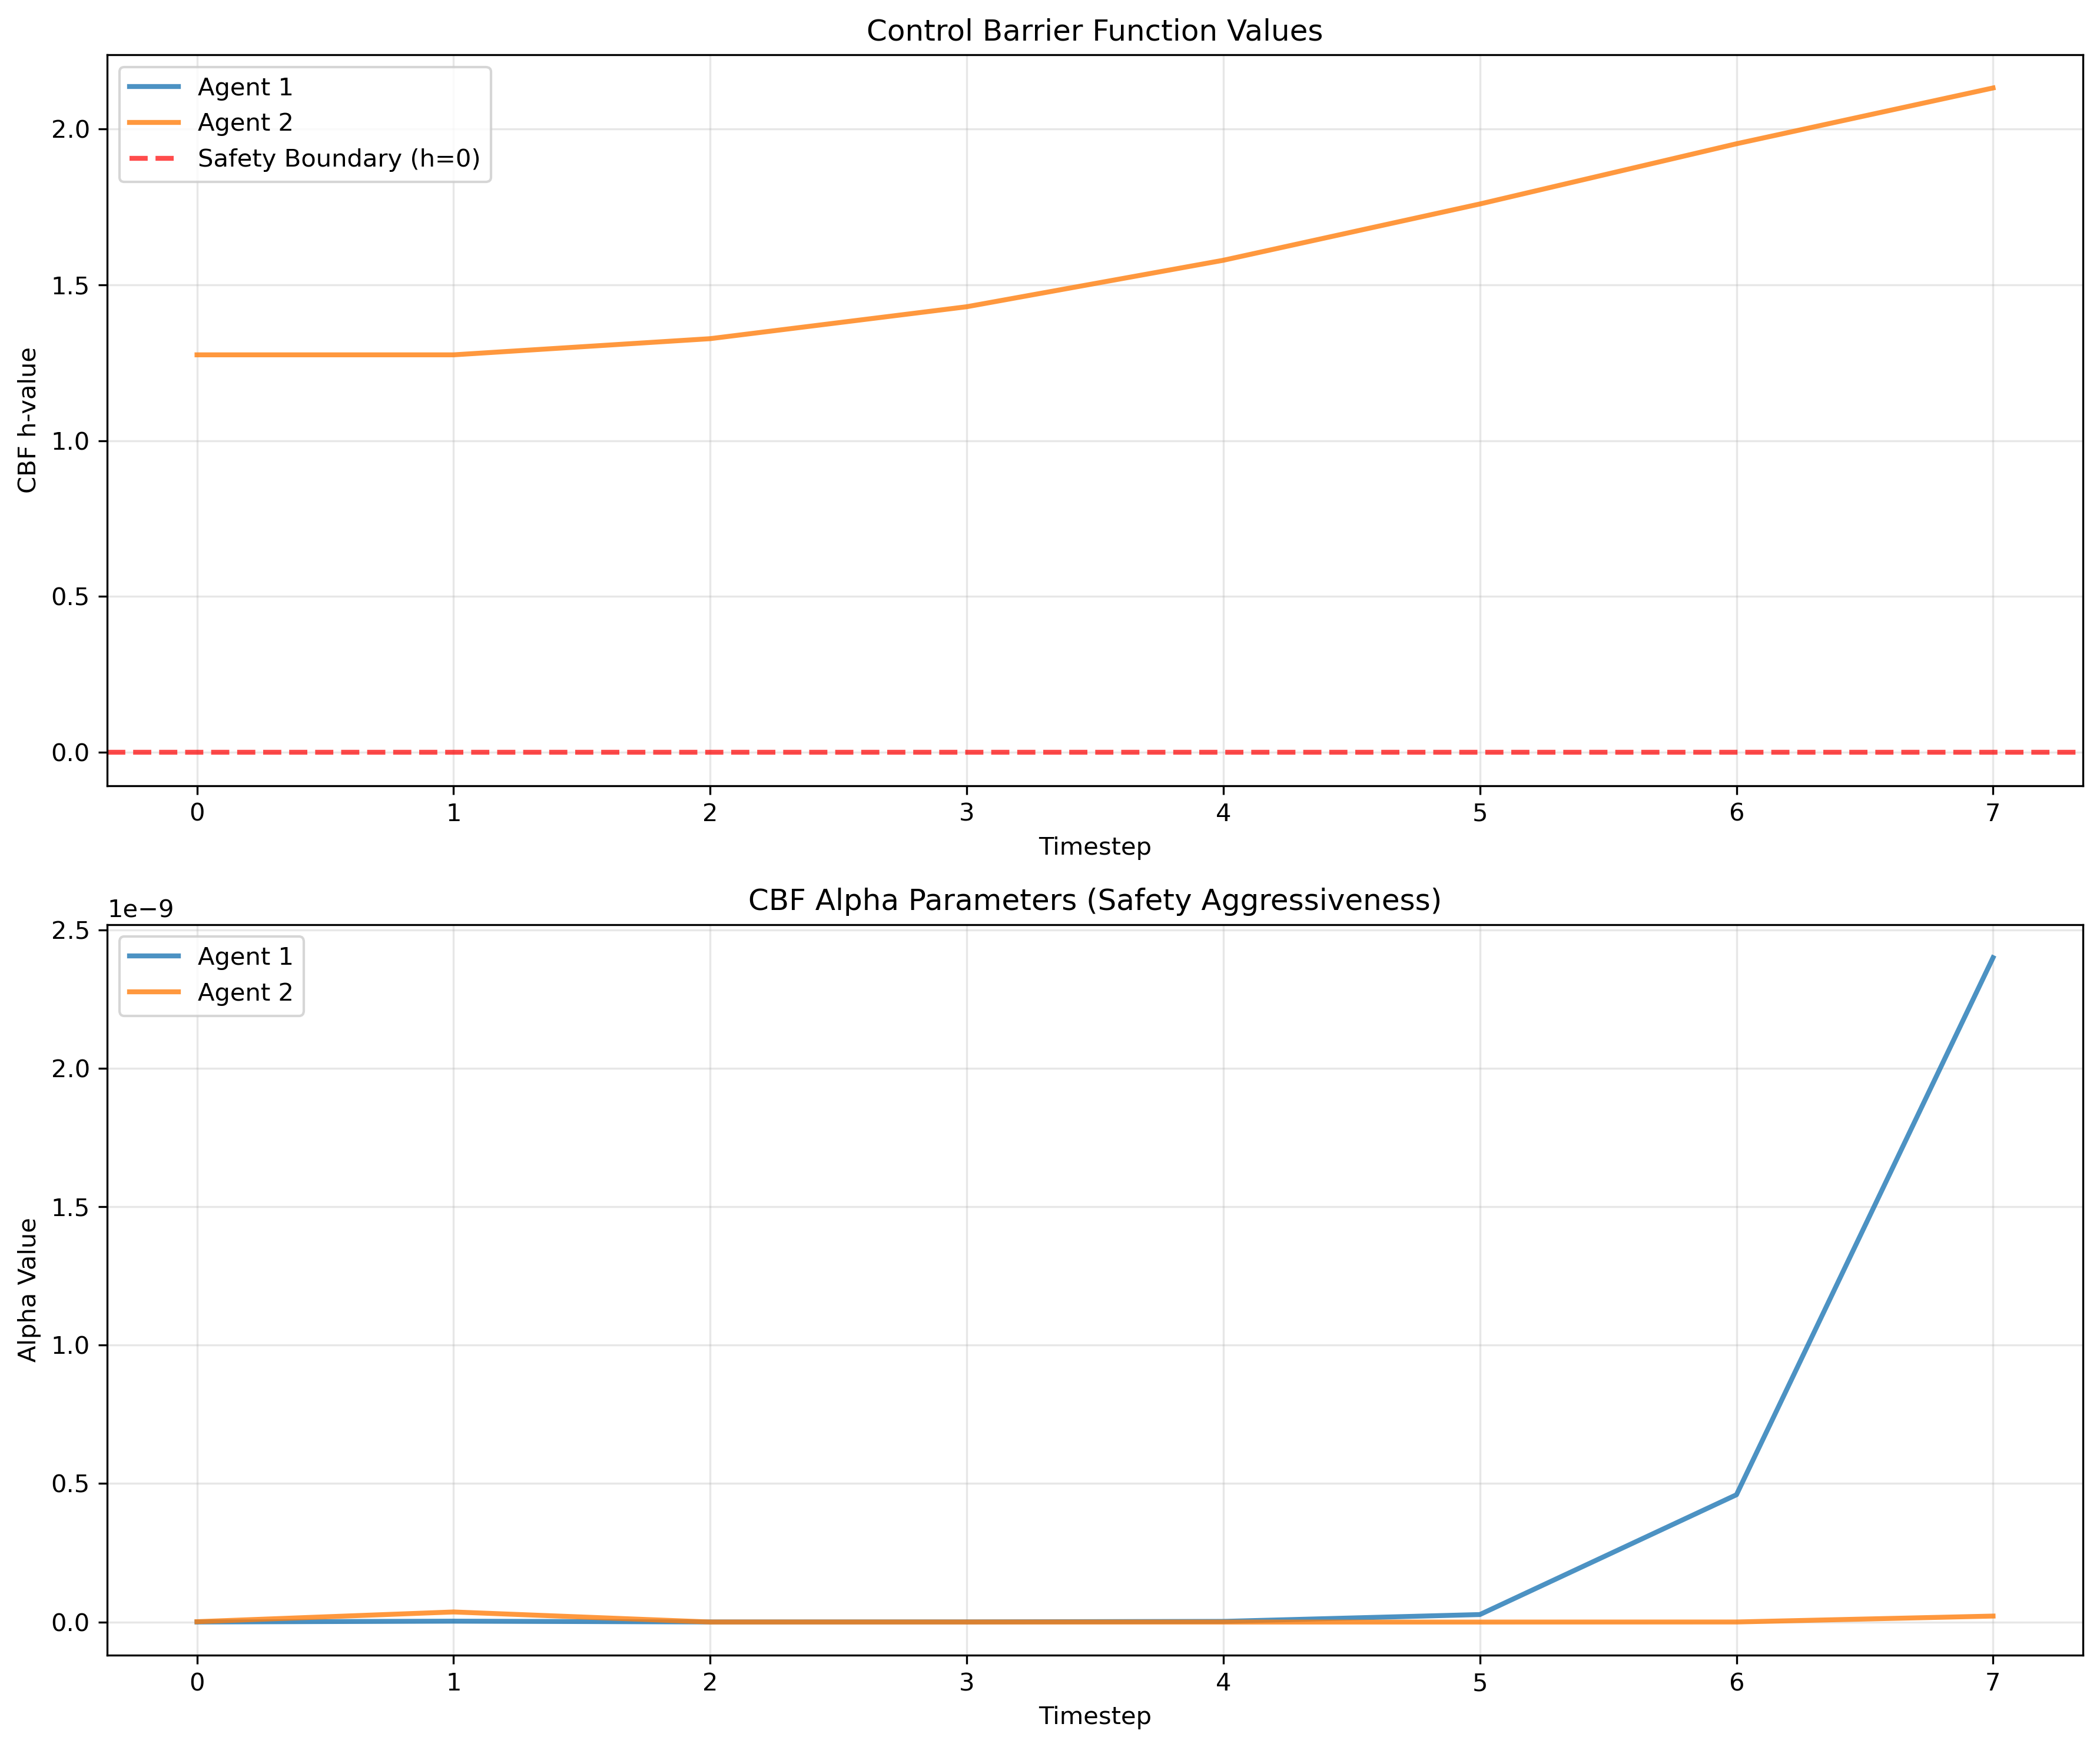 Control Barrier Function Values
Agent 1
Agent 2
Safety Boundary (h=0)
CBF h-value
2.0
1.5
1.0
0.5
0.0
0 1 2 3 4 5 6 7
Timestep
CBF Alpha Parameters (Safety Aggressiveness)
1e−9
Agent 1
Agent 2
Alpha Value
2.5
2.0
1.5
1.0
0.5
0.0
0 1 2 3 4 5 6 7
Timestep